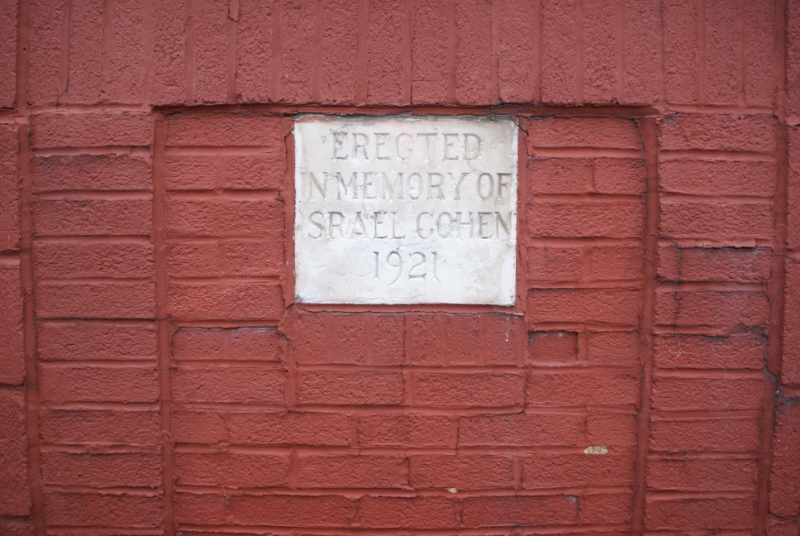 ERECTED
IN MEMORY OF
ISRAEL COHEN
1921